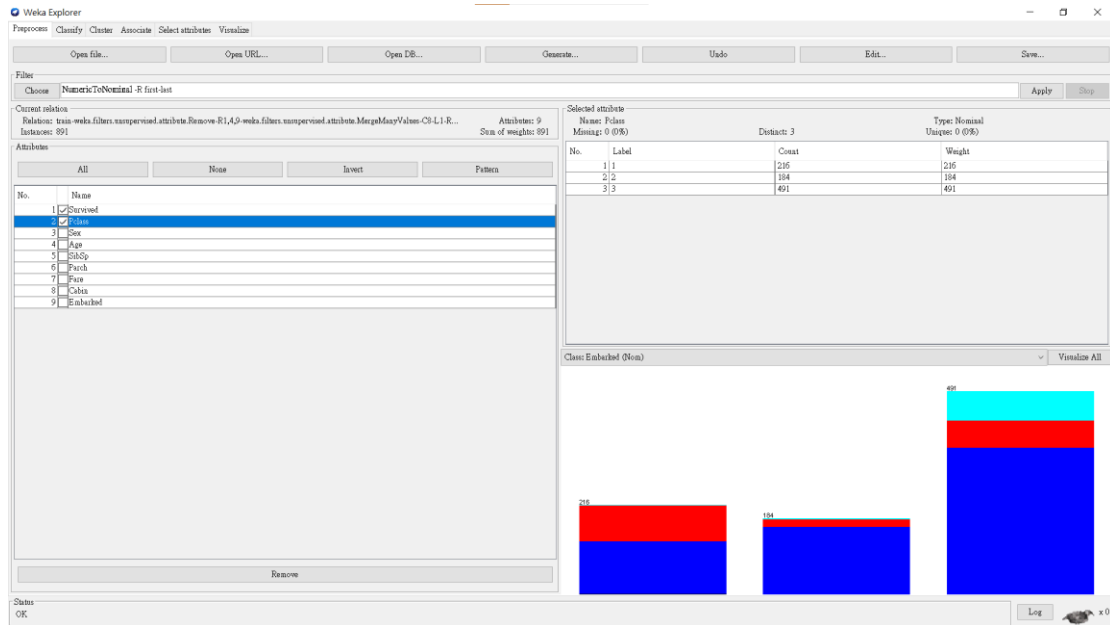 Weka Explorer
Preprocess Classify Cluster Associate Select attributes Visualize
Open file... Open URL... Open DB... Generate... Undo Edit... Save...
Filter
Choose NumericToNominal -R first-last Apply Stop
Current relation
Relation: train-weka.filters.unsupervised.attribute.Remove-R1,4,9-weka.filters.unsupervised.attribute.MergeManyValues-C8-L1-R... Attributes: 9
Instances: 891 Sum of weights: 891
Attributes
All None Invert Pattern
No. Name
1 Survived
2 Pclass
3 Sex
4 Age
5 SibSp
6 Parch
7 Fare
8 Cabin
9 Embarked
Remove
Selected attribute
Name: Pclass Type: Nominal
Missing: 0 (0%) Distinct: 3 Unique: 0 (0%)
No. Label Count Weight
1 1 216 216
2 2 184 184
3 3 491 491
Class: Embarked (Nom) Visualize All
491
216
184
Status
OK Log x 0